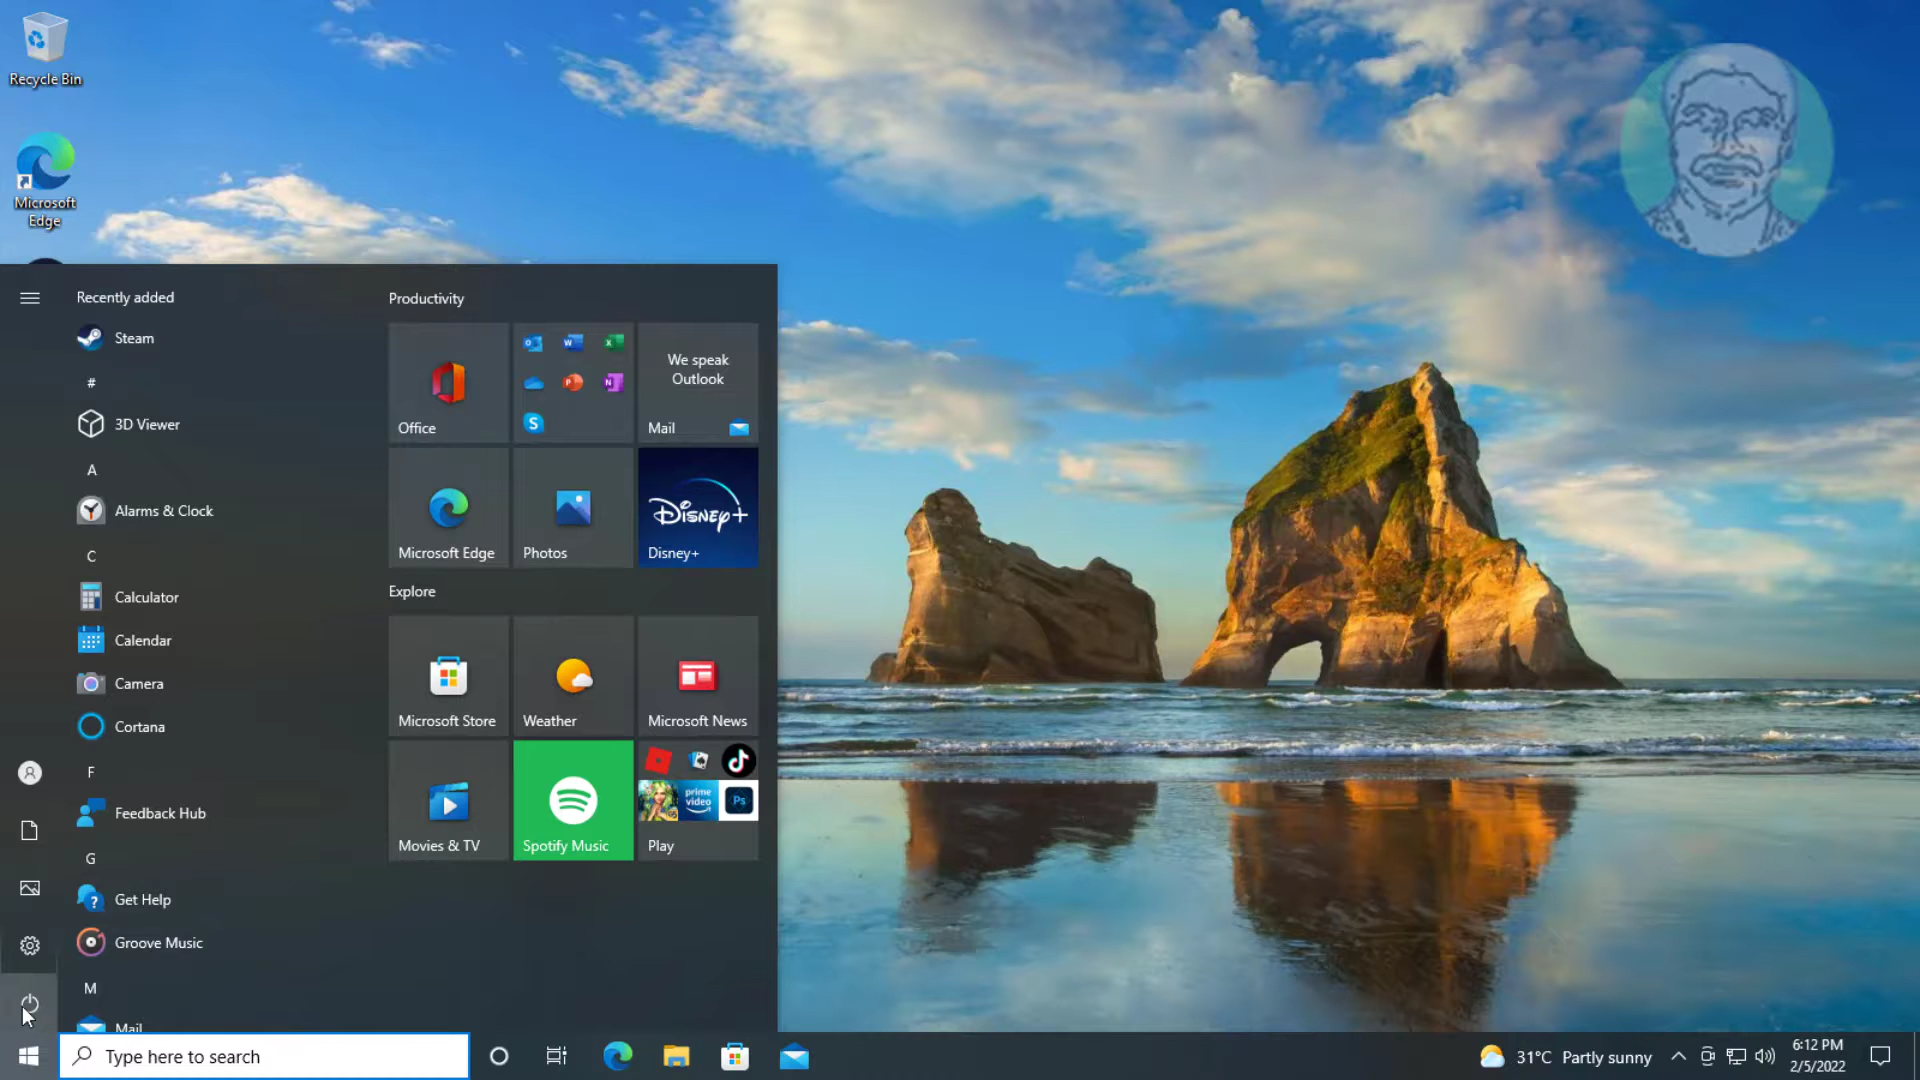 Recycle Bin
Microsoft
Edge
Recently added
Steam
#
3D Viewer
A
Alarms & Clock
C
Calculator
Calendar
Camera
Cortana
F
Feedback Hub
G
Get Help
Groove Music
M
Mail
Productivity
Office
We speak
Outlook
Mail
Microsoft Edge
Photos
Disney+
Disney+
Explore
Microsoft Store
Weather
Microsoft News
Movies & TV
Spotify Music
prime
video
Ps
Play
Type here to search
31°C Partly sunny
6:12 PM
2/5/2022